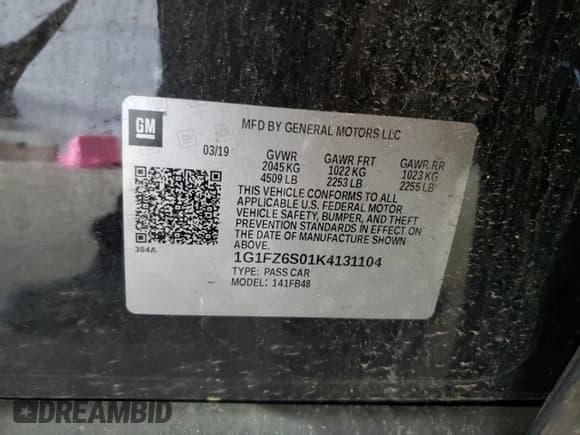 GM
MFD BY GENERAL MOTORS LLC
03/19 GVWR GAWR FRT GAWR RR
2045 KG 1022 KG 1023 KG
4509 LB 2253 LB 2255 LB
THIS VEHICLE CONFORMS TO ALL
APPLICABLE U.S. FEDERAL MOTOR
VEHICLE SAFETY, BUMPER, AND THEFT
PREVENTION STANDARDS IN EFFECT ON
THE DATE OF MANUFACTURE SHOWN
ABOVE.
384A
1G1FZ6S01K4131104
TYPE: PASS CAR
MODEL: 141FB48
DREAMBID